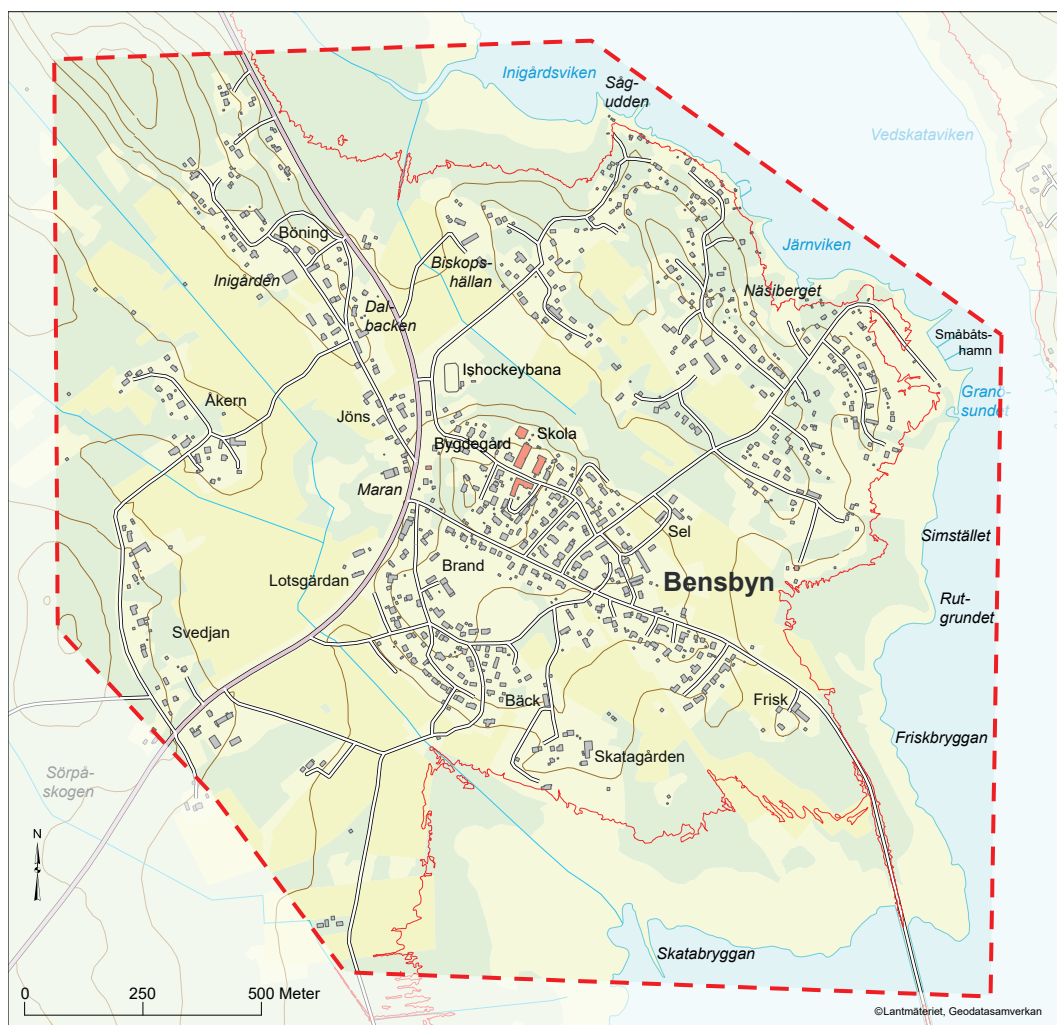 Inigårdsviken
Såg-
udden
Vedskataviken
Böning
Järnviken
Biskops-
hällan
Inigården
Näsiberget
Dal-
backen
Småbåts-
hamn
Ishockeybana
Åkern
Grano-
sundet
Jöns
Bygdegård
Skola
Maran
Sel
Simstället
Brand
Lotsgårdan
Bensbyn
Rut-
grundet
Svedjan
Bäck
Frisk
Friskbryggan
Skatagården
Sörpå-
skogen
N
Skatabryggan
0 250 500 Meter
©Lantmäteriet, Geodatasamverkan